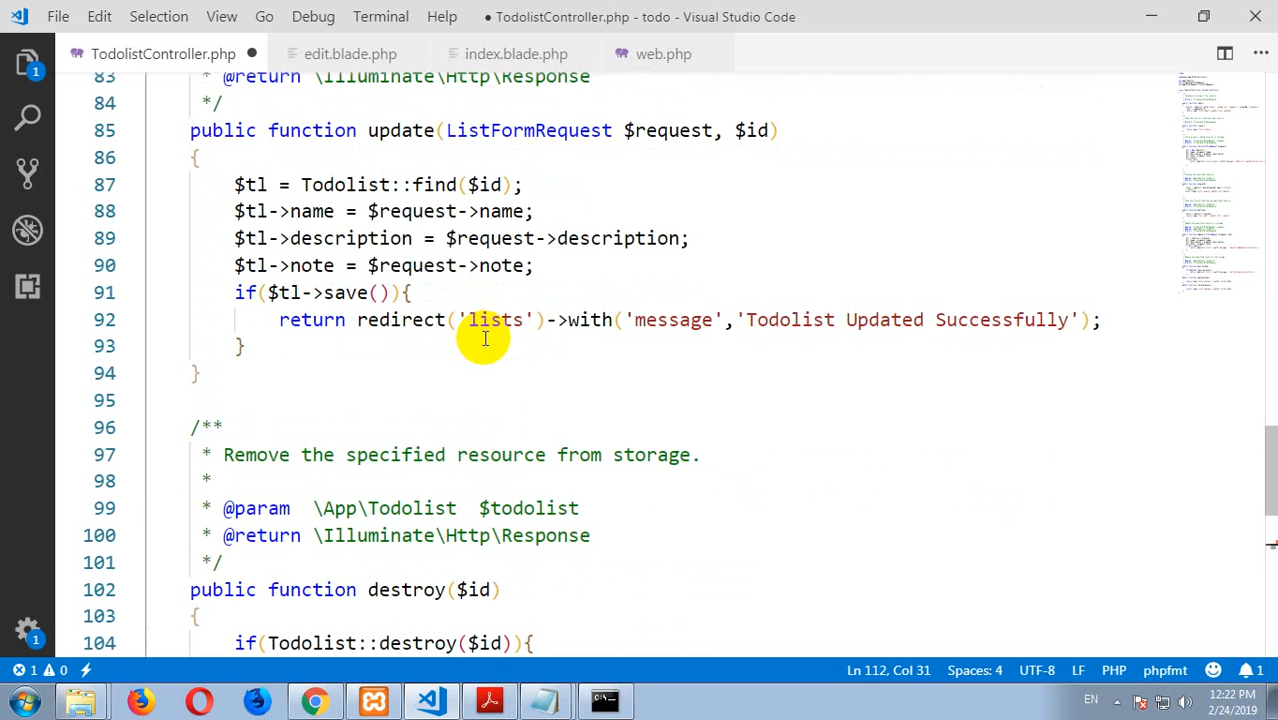 File Edit Selection View Go Debug Terminal Help ● TodolistController.php - todo - Visual Studio Code
TodolistController.php ● edit.blade.php index.blade.php web.php
83 * @return \Illuminate\Http\Response
84 */
85 public function update(ListFormRequest $request, $id)
86 {
87 $tl = Todolist::find($id);
88 $tl->name = $request->name;
89 $tl->description = $request->description;
90 $tl->note = $request->note;
91 if($tl->save()){
92 return redirect('lists')->with('message','Todolist Updated Successfully');
93 }
94 }
95
96 /**
97 * Remove the specified resource from storage.
98 *
99 * @param \App\Todolist $todolist
100 * @return \Illuminate\Http\Response
101 */
102 public function destroy($id)
103 {
104 if(Todolist::destroy($id)){
1
1
1 0 Ln 112, Col 31 Spaces: 4 UTF-8 LF PHP phpfmt 1
EN 12:22 PM
2/24/2019